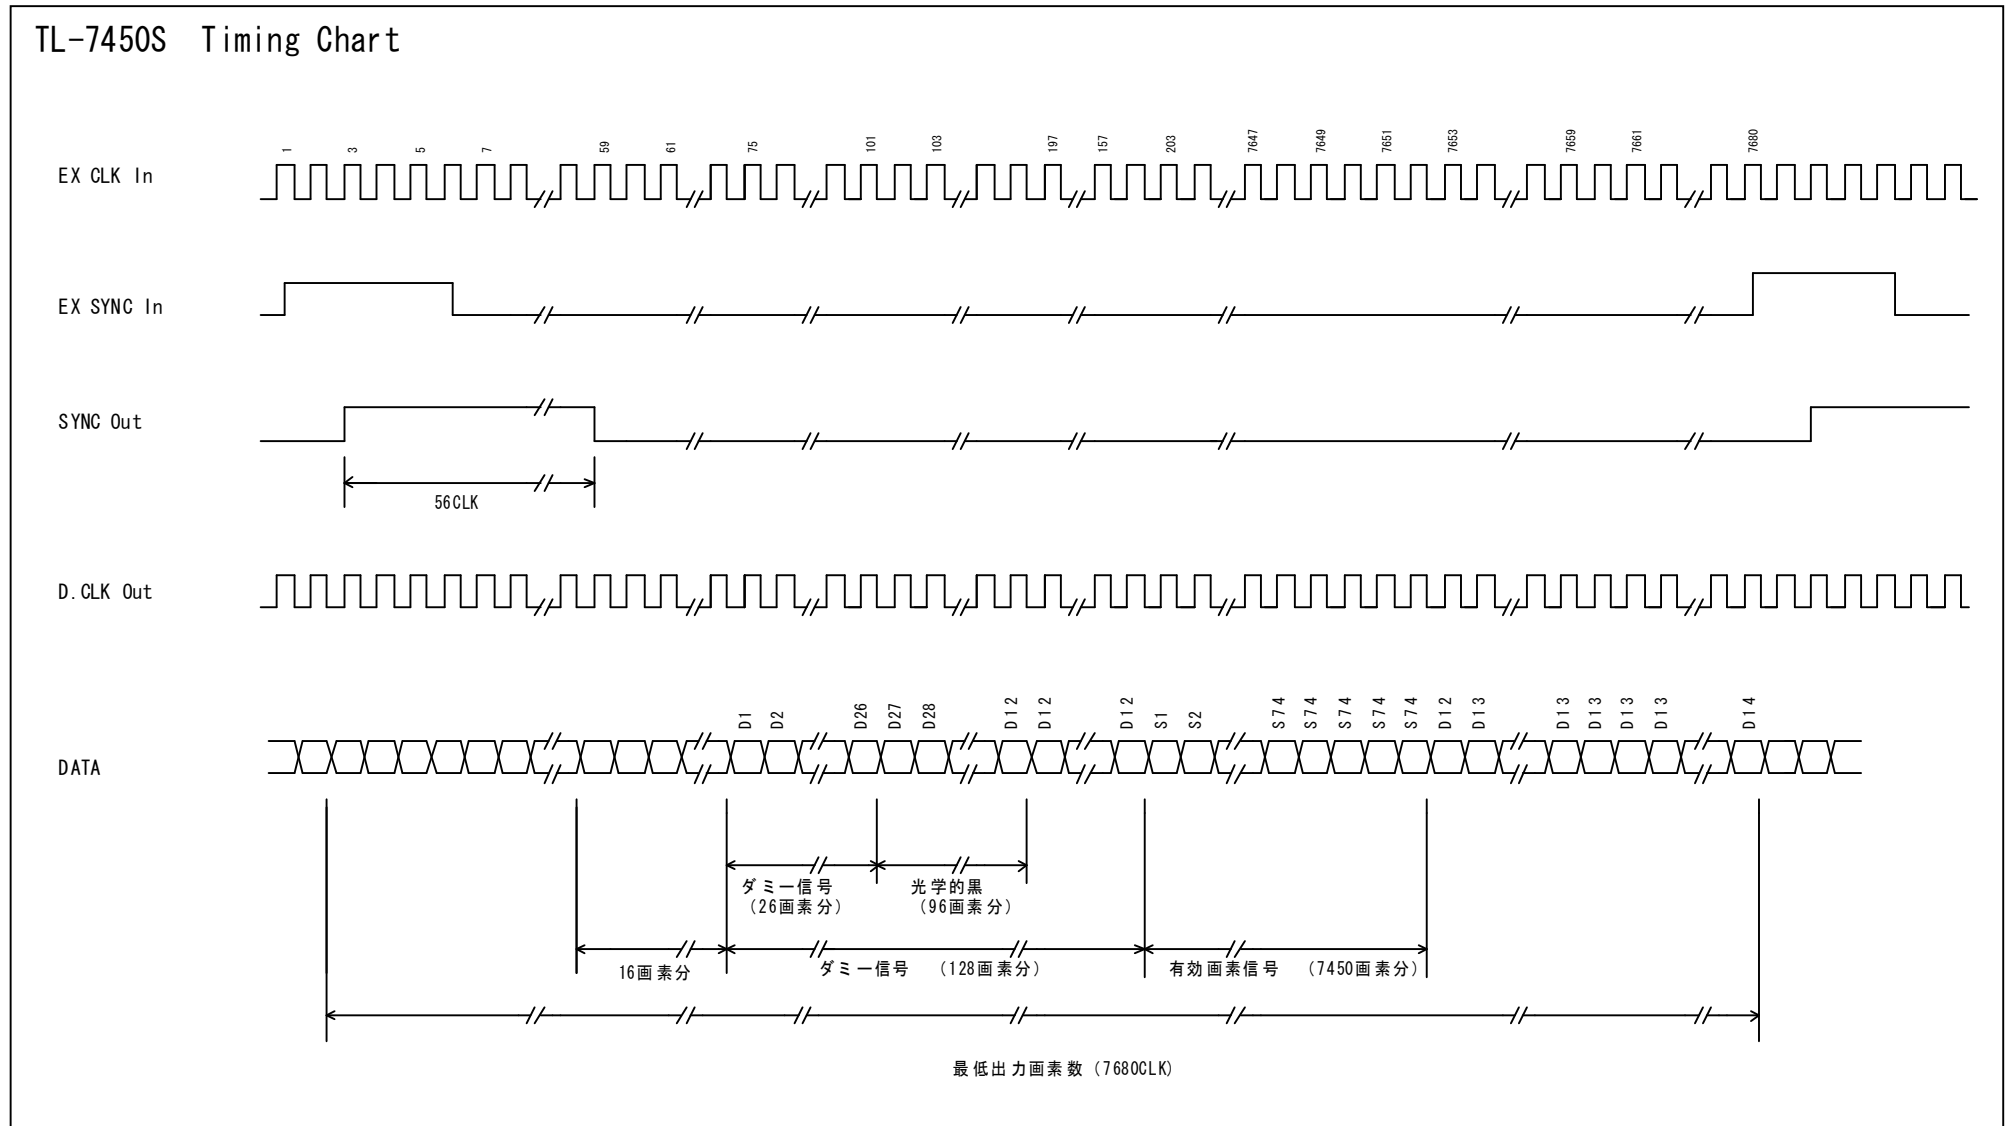 TL-7450S Timing Chart
1 3 5 7 59 61 75 101 103 197 157 203 7647 7649 7651 7653 7659 7661 7680
EX CLK In
EX SYNC In
SYNC Out
56CLK
D.CLK Out
D1 D2 D26 D27 D28 D12 D12 D12 S1 S2 S74 S74 S74 S74 S74 D12 D13 D13 D13 D13 D13 D14
DATA
ダミー信号 光学的黒
（26画素分） （96画素分）
16画素分 ダミー信号 （128画素分） 有効画素信号 （7450画素分）
最低出力画素数（7680CLK）